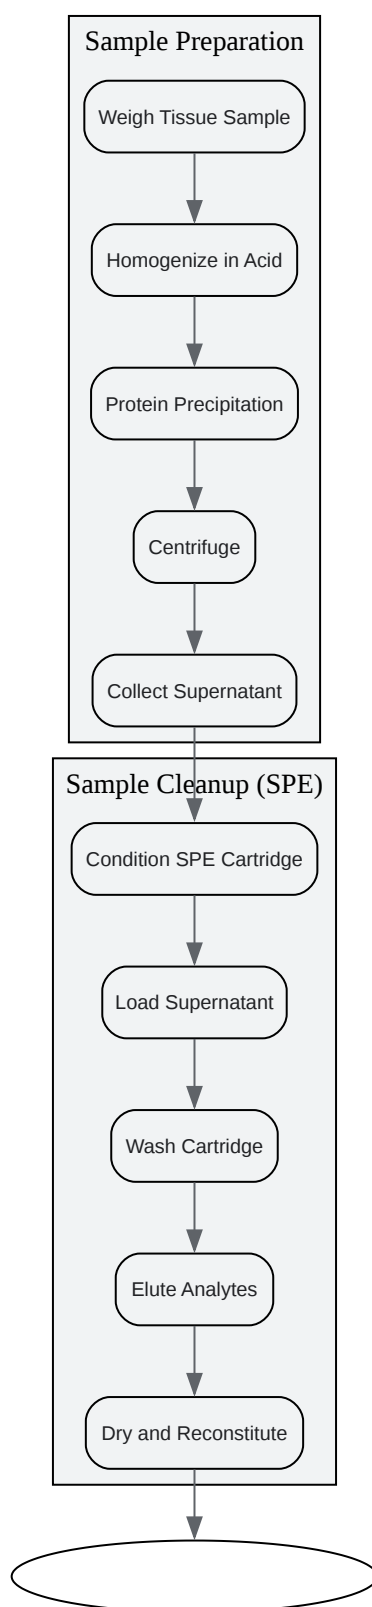 Sample Preparation
Weigh Tissue Sample
Homogenize in Acid
Protein Precipitation
Centrifuge
Collect Supernatant
Sample Cleanup (SPE)
Condition SPE Cartridge
Load Supernatant
Wash Cartridge
Elute Analytes
Dry and Reconstitute